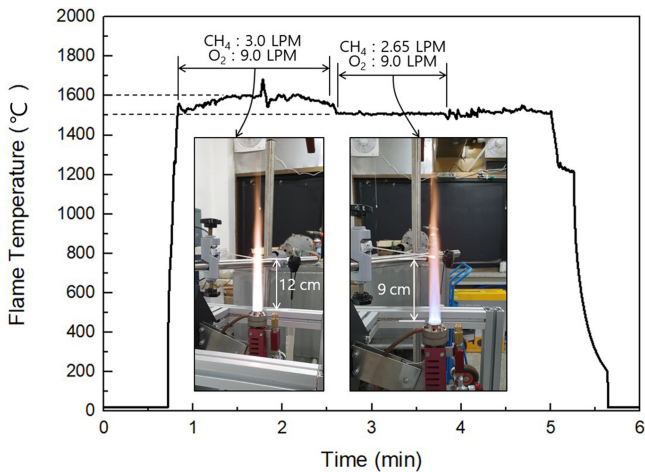 2000
1800
1600
1400
1200
1000
800
600
400
200
0
Flame Temperature (℃)
CH₄ : 3.0 LPM
O₂ : 9.0 LPM
CH₄ : 2.65 LPM
O₂ : 9.0 LPM
12 cm
9 cm
0 1 2 3 4 5 6
Time (min)